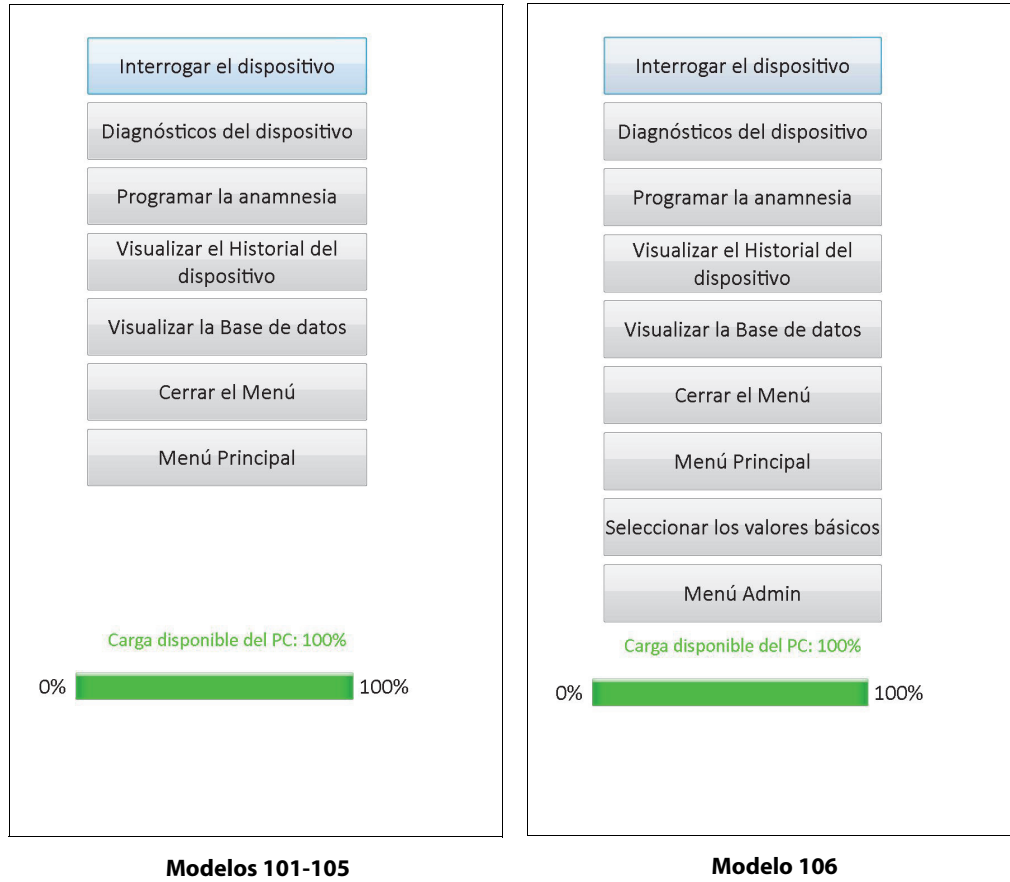 Interrogar el dispositivo
Diagnósticos del dispositivo
Programar la anamnesia
Visualizar el Historial del
dispositivo
Visualizar la Base de datos
Cerrar el Menú
Menú Principal
Carga disponible del PC: 100%
0% 100%
Modelos 101-105
Interrogar el dispositivo
Diagnósticos del dispositivo
Programar la anamnesia
Visualizar el Historial del
dispositivo
Visualizar la Base de datos
Cerrar el Menú
Menú Principal
Seleccionar los valores básicos
Menú Admin
Carga disponible del PC: 100%
0% 100%
Modelo 106